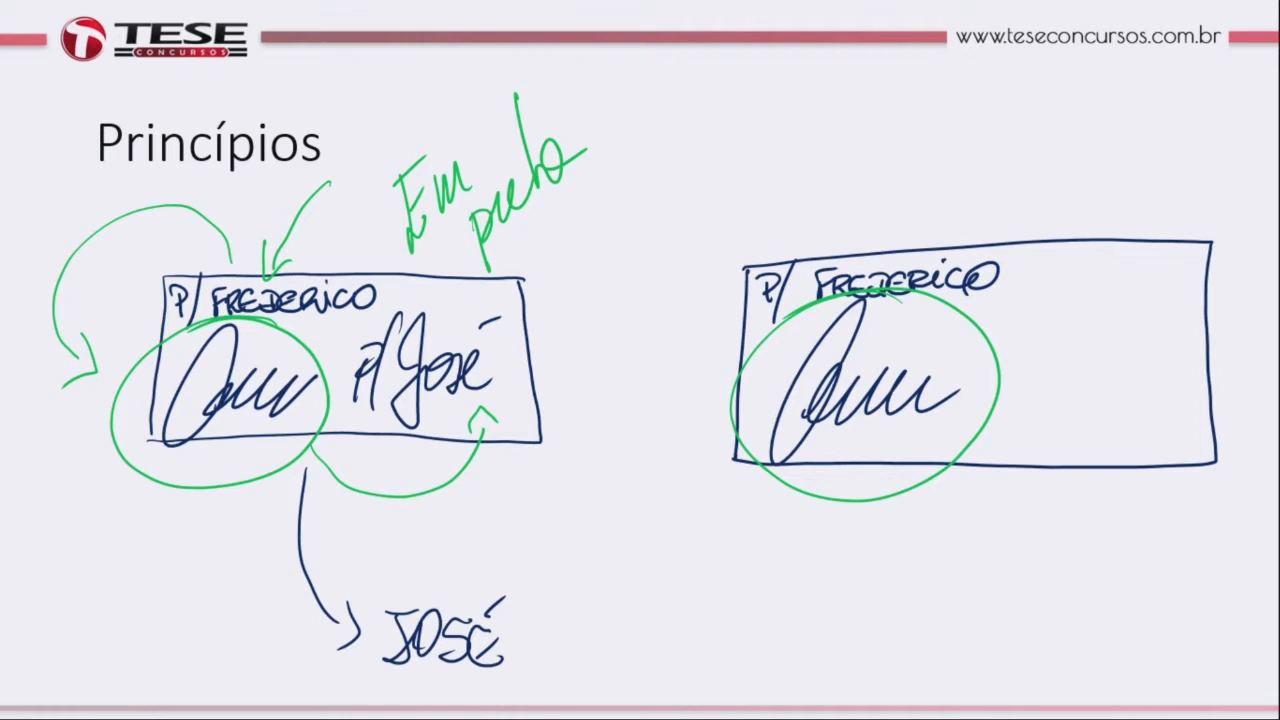 TESE
CONCURSOS
www.teseconcursos.com.br
Princípios
Em
preto
P/ FREDERICO
P/ José
JOSÉ
P/ FREDERICO